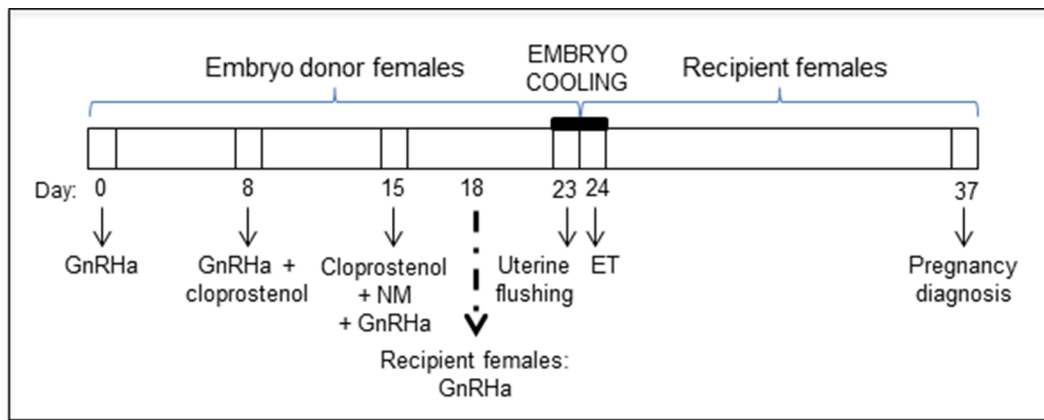 Embryo donor females
EMBRYO
COOLING
Recipient females
Day: 0 8 15 18 23 24 37
GnRHa
GnRHa +
cloprostenol
Cloprostenol
+ NM
+ GnRHa
Uterine
flushing
ET
Pregnancy
diagnosis
Recipient females:
GnRHa